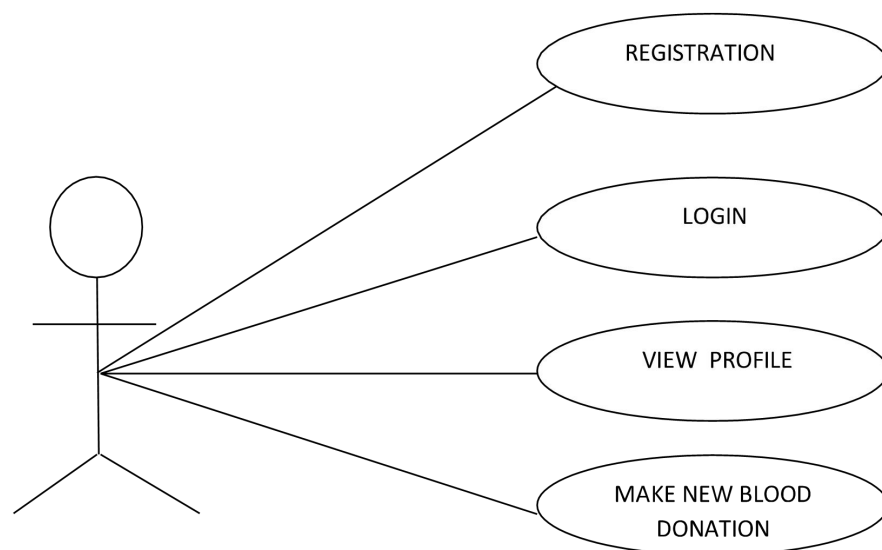 REGISTRATION
LOGIN
VIEW PROFILE
MAKE NEW BLOOD
DONATION